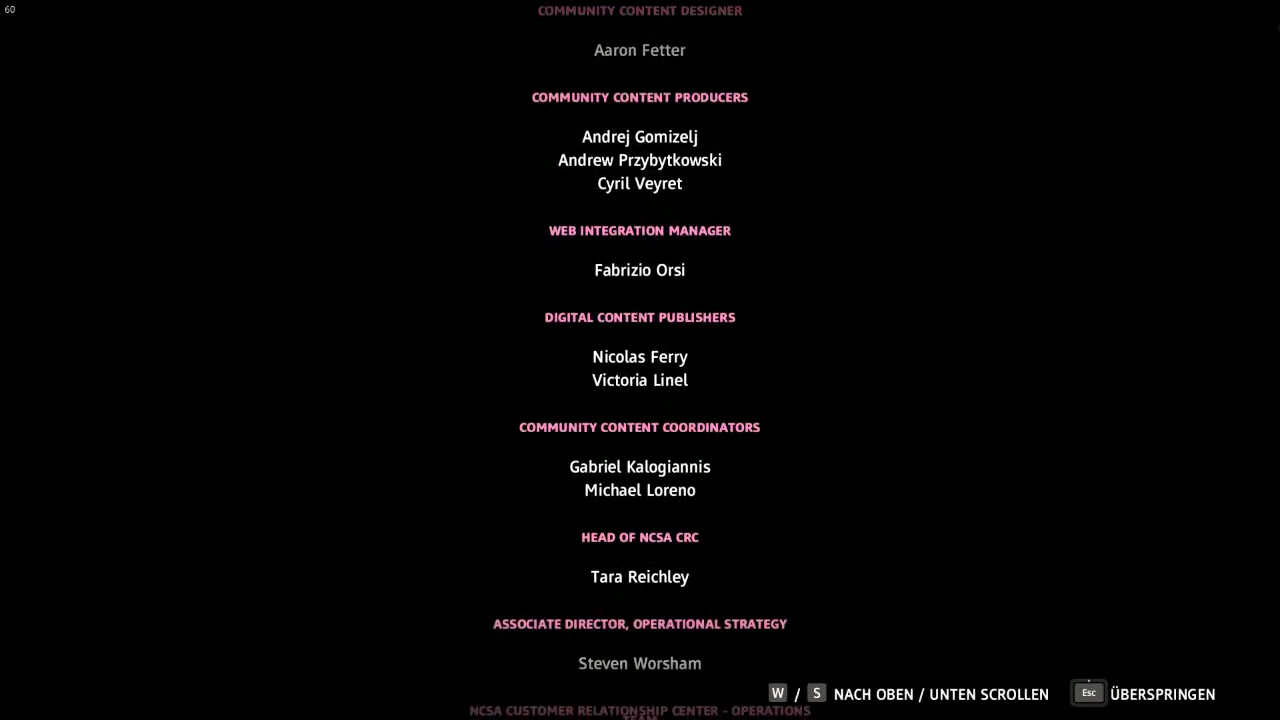 60
COMMUNITY CONTENT DESIGNER
Aaron Fetter
COMMUNITY CONTENT PRODUCERS
Andrej Gomizelj
Andrew Przybytkowski
Cyril Veyret
WEB INTEGRATION MANAGER
Fabrizio Orsi
DIGITAL CONTENT PUBLISHERS
Nicolas Ferry
Victoria Linel
COMMUNITY CONTENT COORDINATORS
Gabriel Kalogiannis
Michael Loreno
HEAD OF NCSA CRC
Tara Reichley
ASSOCIATE DIRECTOR, OPERATIONAL STRATEGY
Steven Worsham
W / S NACH OBEN / UNTEN SCROLLEN Esc ÜBERSPRINGEN
NCSA CUSTOMER RELATIONSHIP CENTER - OPERATIONS
TEAM